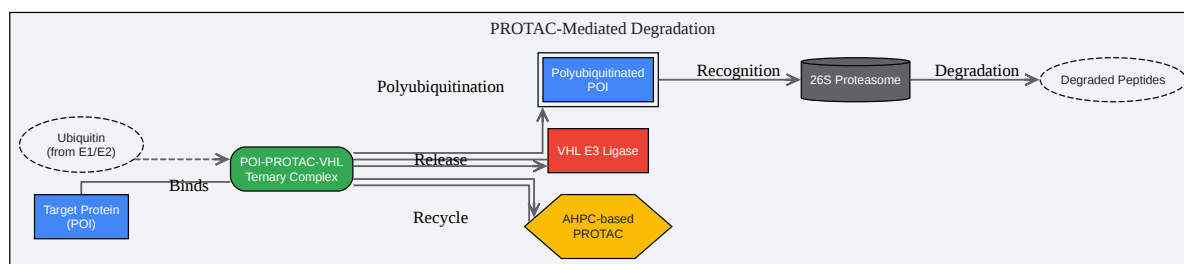 PROTAC-Mediated Degradation
Polyubiquitination
Polyubiquitinated
POI
Recognition
26S Proteasome
Degradation
Degraded Peptides
Ubiquitin
(from E1/E2)
Binds
Target Protein
(POI)
POI-PROTAC-VHL
Ternary Complex
Release
VHL E3 Ligase
Recycle
AHPC-based
PROTAC